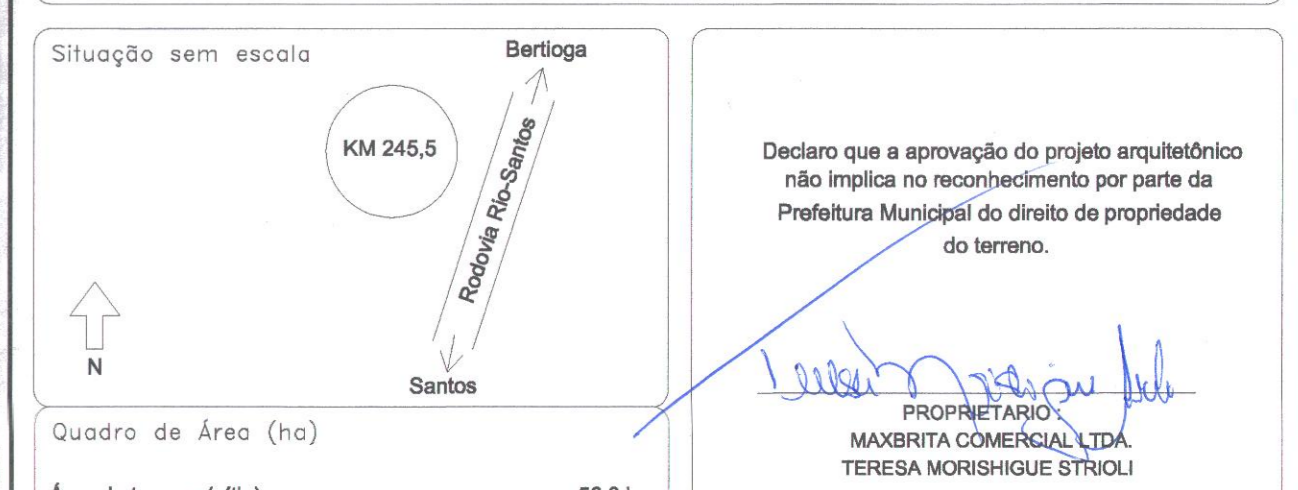 Situação sem escala
Bertioga
KM 245,5
Rodovia Rio-Santos
N
Santos
Quadro de Área (ha)
Declaro que a aprovação do projeto arquitetônico
não implica no reconhecimento por parte da
Prefeitura Municipal do direito de propriedade
do terreno.
PROPRIETARIO :
MAXBRITA COMERCIAL LTDA.
TERESA MORISHIGUE STRIOLI